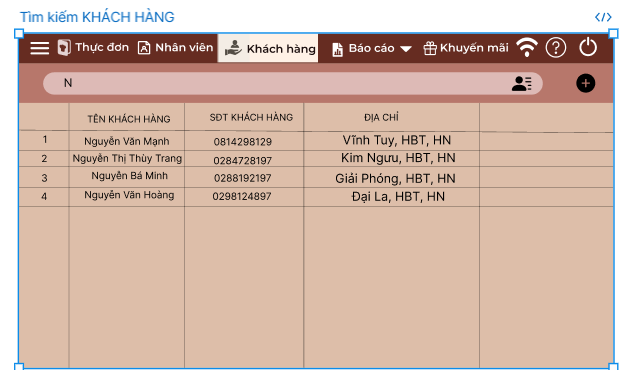 Tìm kiếm KHÁCH HÀNG </>
Thực đơn Nhân viên Khách hàng Báo cáo Khuyến mãi ?
N
TÊN KHÁCH HÀNG SĐT KHÁCH HÀNG ĐỊA CHỈ
1 Nguyễn Văn Mạnh 0814298129 Vĩnh Tuy, HBT, HN
2 Nguyễn Thị Thùy Trang 0284728197 Kim Ngưu, HBT, HN
3 Nguyễn Bá Minh 0288192197 Giải Phóng, HBT, HN
4 Nguyễn Văn Hoàng 0298124897 Đại La, HBT, HN